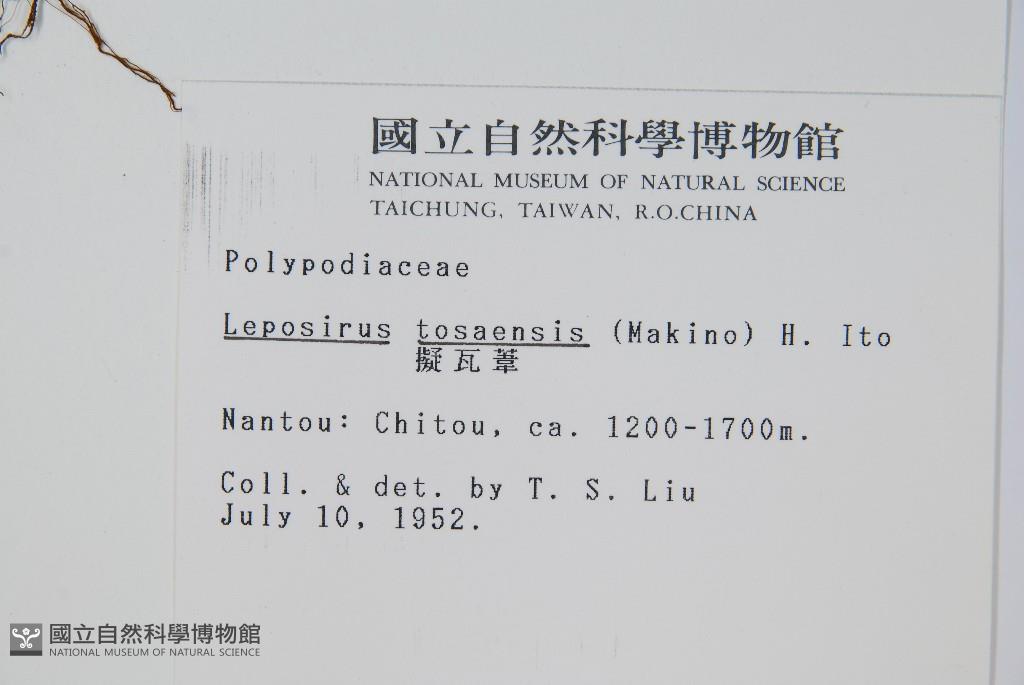 國立自然科學博物館
NATIONAL MUSEUM OF NATURAL SCIENCE
TAICHUNG, TAIWAN, R.O.CHINA
Polypodiaceae
Leposirus tosaensis (Makino) H. Ito
擬瓦葦
Nantou: Chitou, ca. 1200-1700m.
Coll. & det. by T. S. Liu
July 10, 1952.
國立自然科學博物館
NATIONAL MUSEUM OF NATURAL SCIENCE